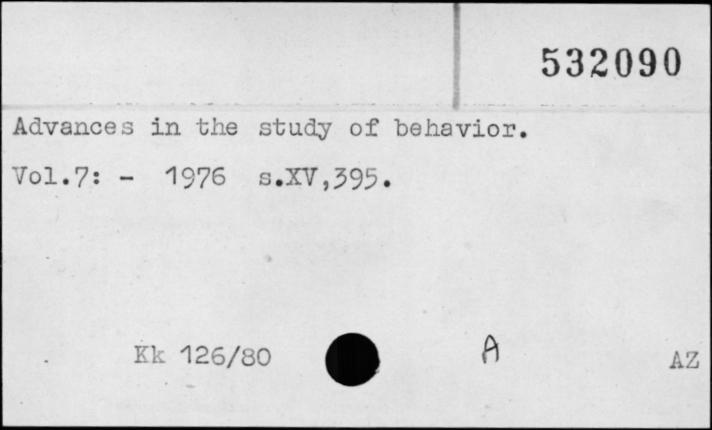 532090
Advances in the study of behavior.
Vol.7: - 1976 s.XV,395.
Kk 126/80 A AZ